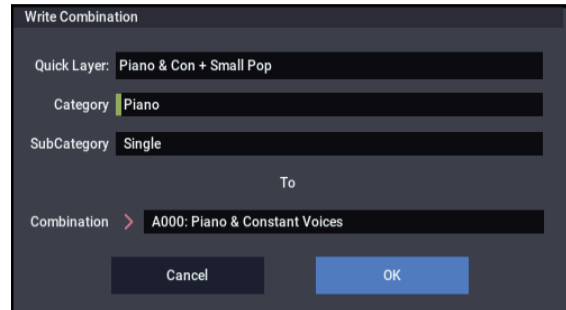 Write Combination
Quick Layer: Piano & Con + Small Pop
Category Piano
SubCategory Single
To
Combination > A000: Piano & Constant Voices
Cancel OK